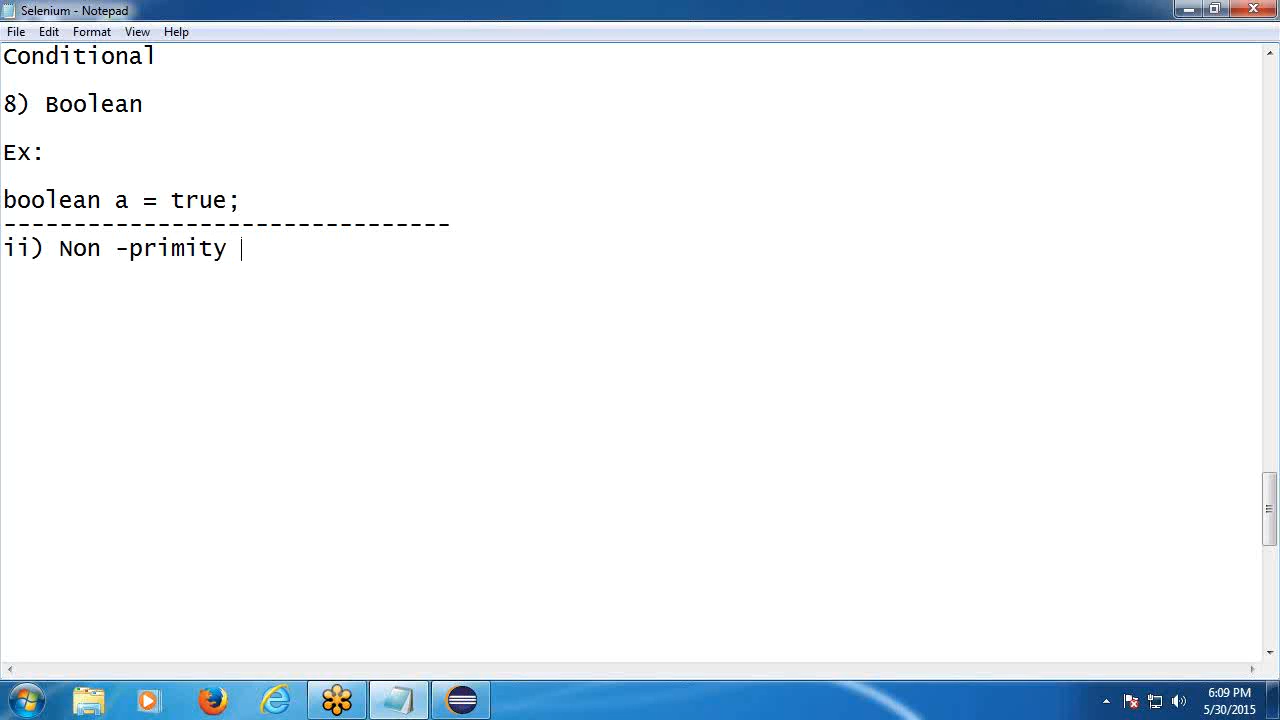 Selenium - Notepad
File Edit Format View Help
Conditional
8) Boolean
Ex:
boolean a = true;
--------------------------------
ii) Non -primity
6:09 PM
5/30/2015